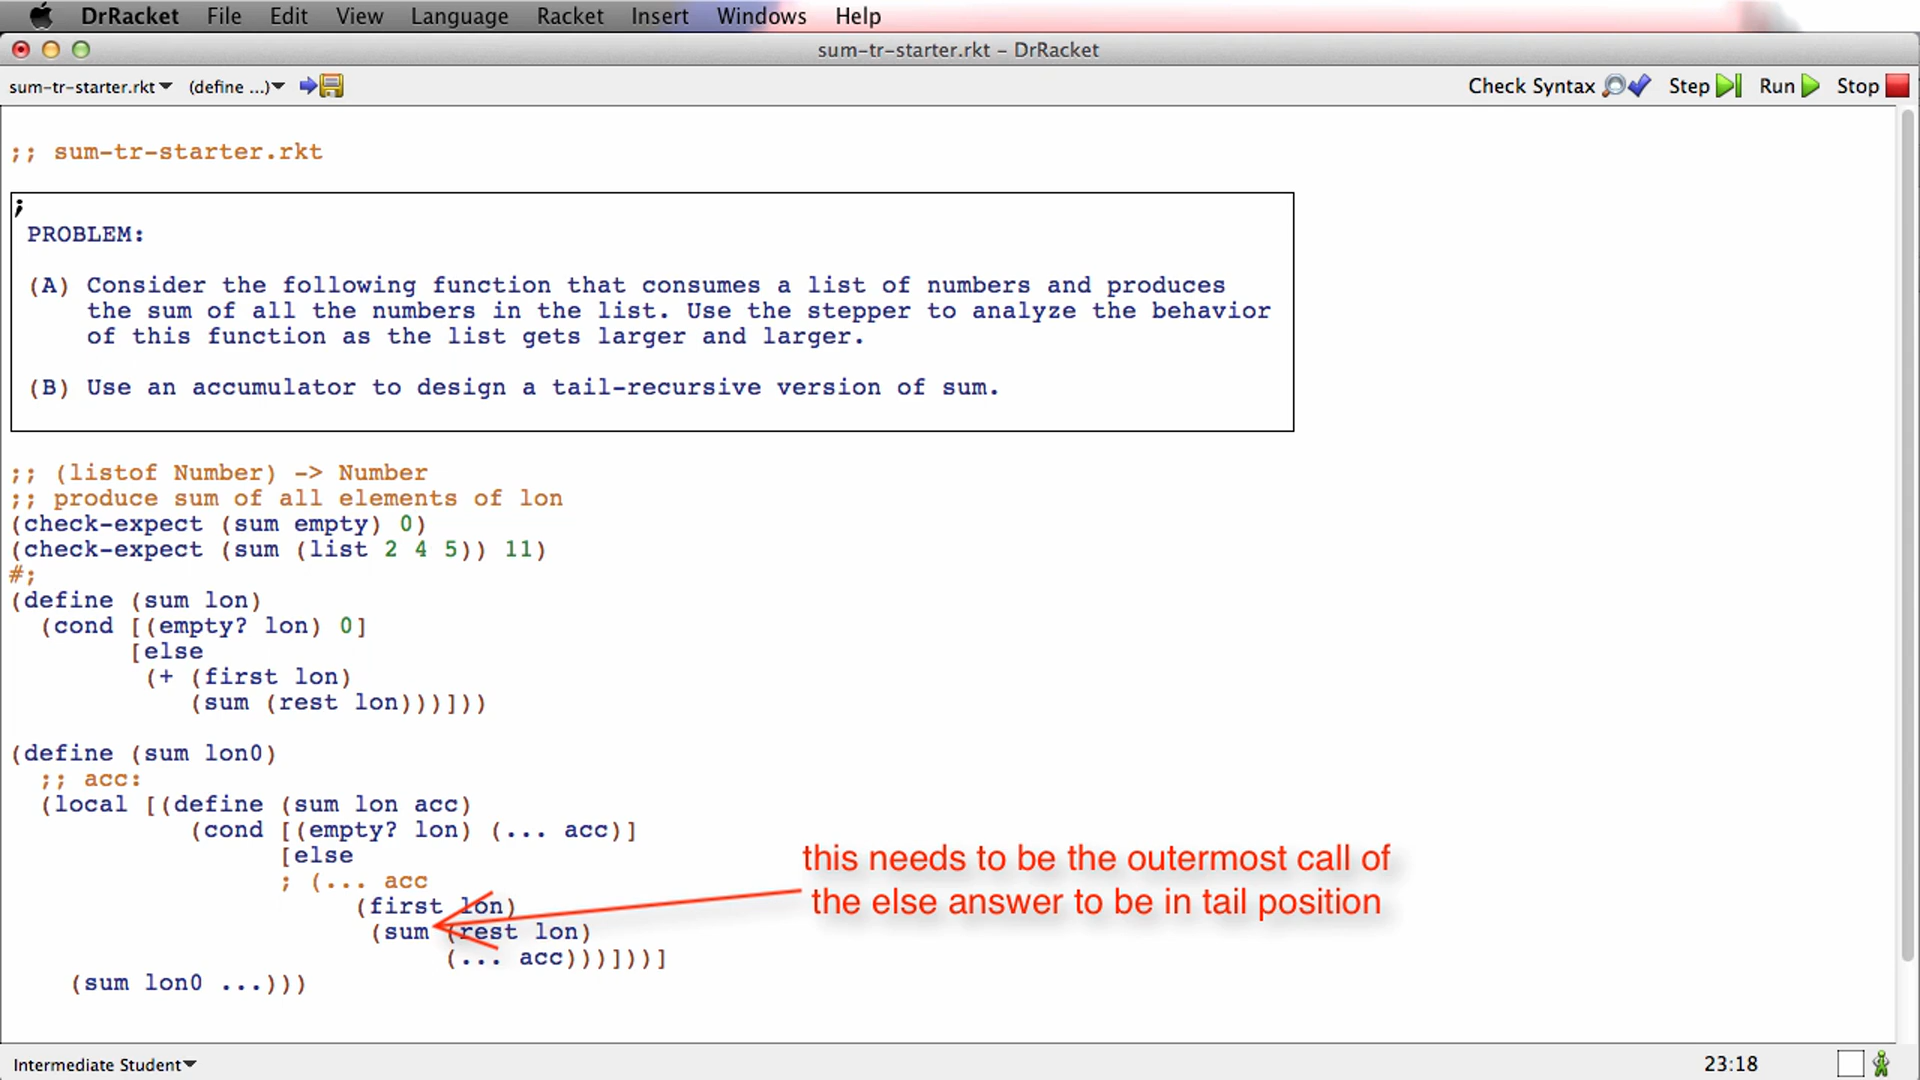 DrRacket File Edit View Language Racket Insert Windows Help
sum-tr-starter.rkt – DrRacket
sum-tr-starter.rkt (define ...) Check Syntax Step Run Stop
;; sum-tr-starter.rkt
;
PROBLEM:
(A) Consider the following function that consumes a list of numbers and produces
the sum of all the numbers in the list. Use the stepper to analyze the behavior
of this function as the list gets larger and larger.
(B) Use an accumulator to design a tail-recursive version of sum.
;; (listof Number) -> Number
;; produce sum of all elements of lon
(check-expect (sum empty) 0)
(check-expect (sum (list 2 4 5)) 11)
#;
(define (sum lon)
(cond [(empty? lon) 0]
[else
(+ (first lon)
(sum (rest lon)))]))
(define (sum lon0)
;; acc:
(local [(define (sum lon acc)
(cond [(empty? lon) (... acc)]
[else
; (... acc
(first lon)
(sum (rest lon)
(... acc)))]))]
(sum lon0 ...)))
this needs to be the outermost call of
the else answer to be in tail position
Intermediate Student 23:18